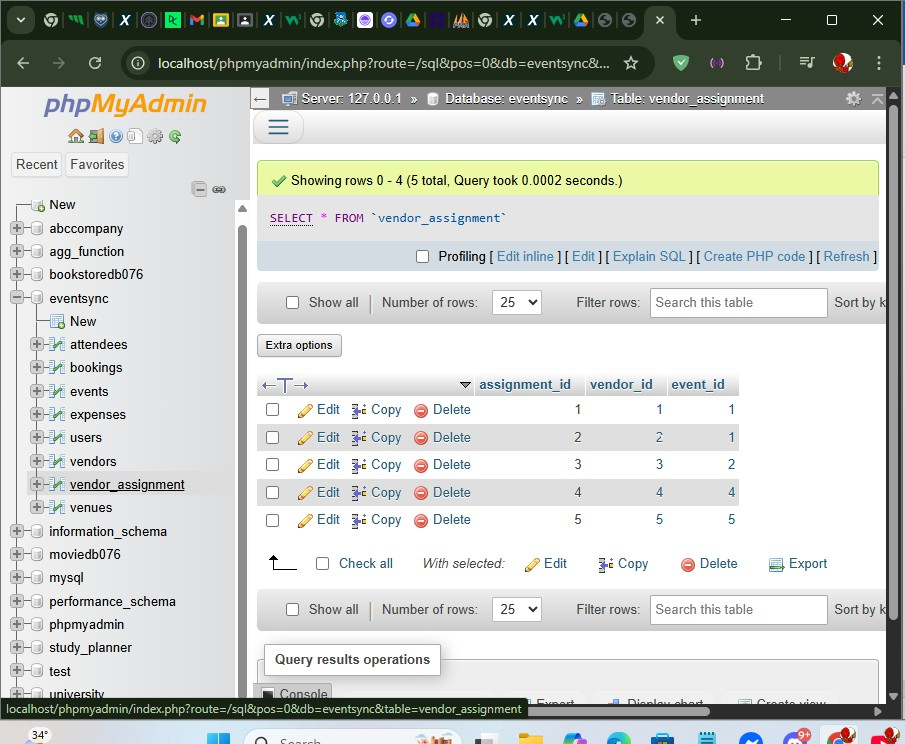 localhost/phpmyadmin/index.php?route=/sql&pos=0&db=eventsync&...
phpMyAdmin
Recent Favorites
New
abccompany
agg_function
bookstoredb076
eventsync
New
attendees
bookings
events
expenses
users
vendors
vendor_assignment
venues
information_schema
moviedb076
mysql
performance_schema
phpmyadmin
study_planner
test
university
Server: 127.0.0.1 » Database: eventsync » Table: vendor_assignment
Showing rows 0 - 4 (5 total, Query took 0.0002 seconds.)
SELECT * FROM `vendor_assignment`
Profiling [ Edit inline ] [ Edit ] [ Explain SQL ] [ Create PHP code ] [ Refresh ]
Show all | Number of rows: 25 Filter rows: Search this table Sort by k
Extra options
←T→ assignment_id vendor_id event_id
Edit Copy Delete 1 1 1
Edit Copy Delete 2 2 1
Edit Copy Delete 3 3 2
Edit Copy Delete 4 4 4
Edit Copy Delete 5 5 5
Check all With selected: Edit Copy Delete Export
Show all | Number of rows: 25 Filter rows: Search this table Sort by k
Query results operations
Console
Export Display chart Create view
localhost/phpmyadmin/index.php?route=/sql&pos=0&db=eventsync&table=vendor_assignment
34°
Search
9+